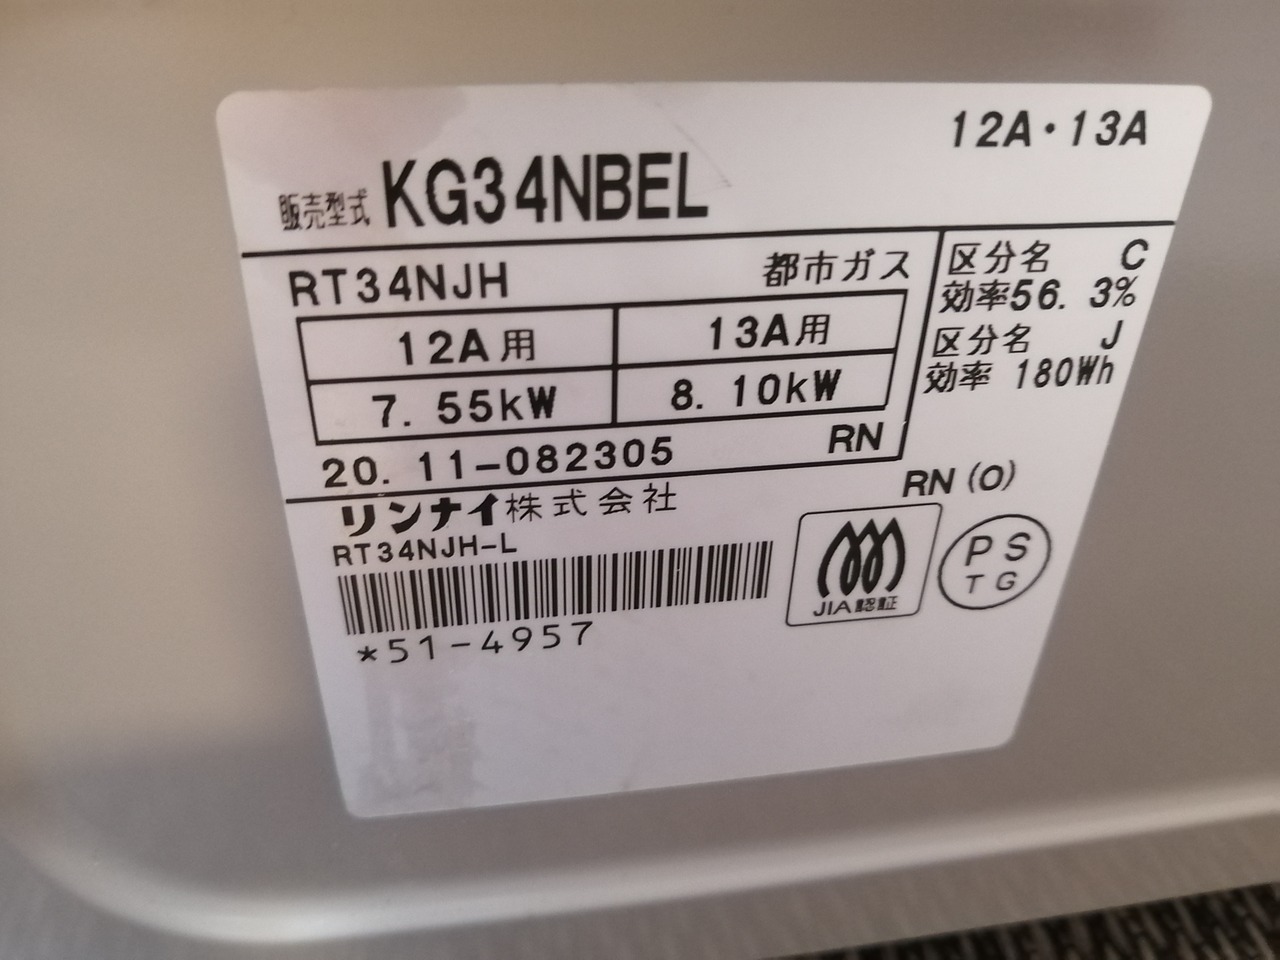 12A・13A
販売型式 KG34NBEL
RT34NJH 都市ガス
12A用 13A用
7.55kW 8.10kW
20.11-082305 RN
区分名 C
効率56.3%
区分名 J
効率 180Wh
リンナイ株式会社
RN(O)
RT34NJH-L
*51-4957
JIA認証
PS
TG